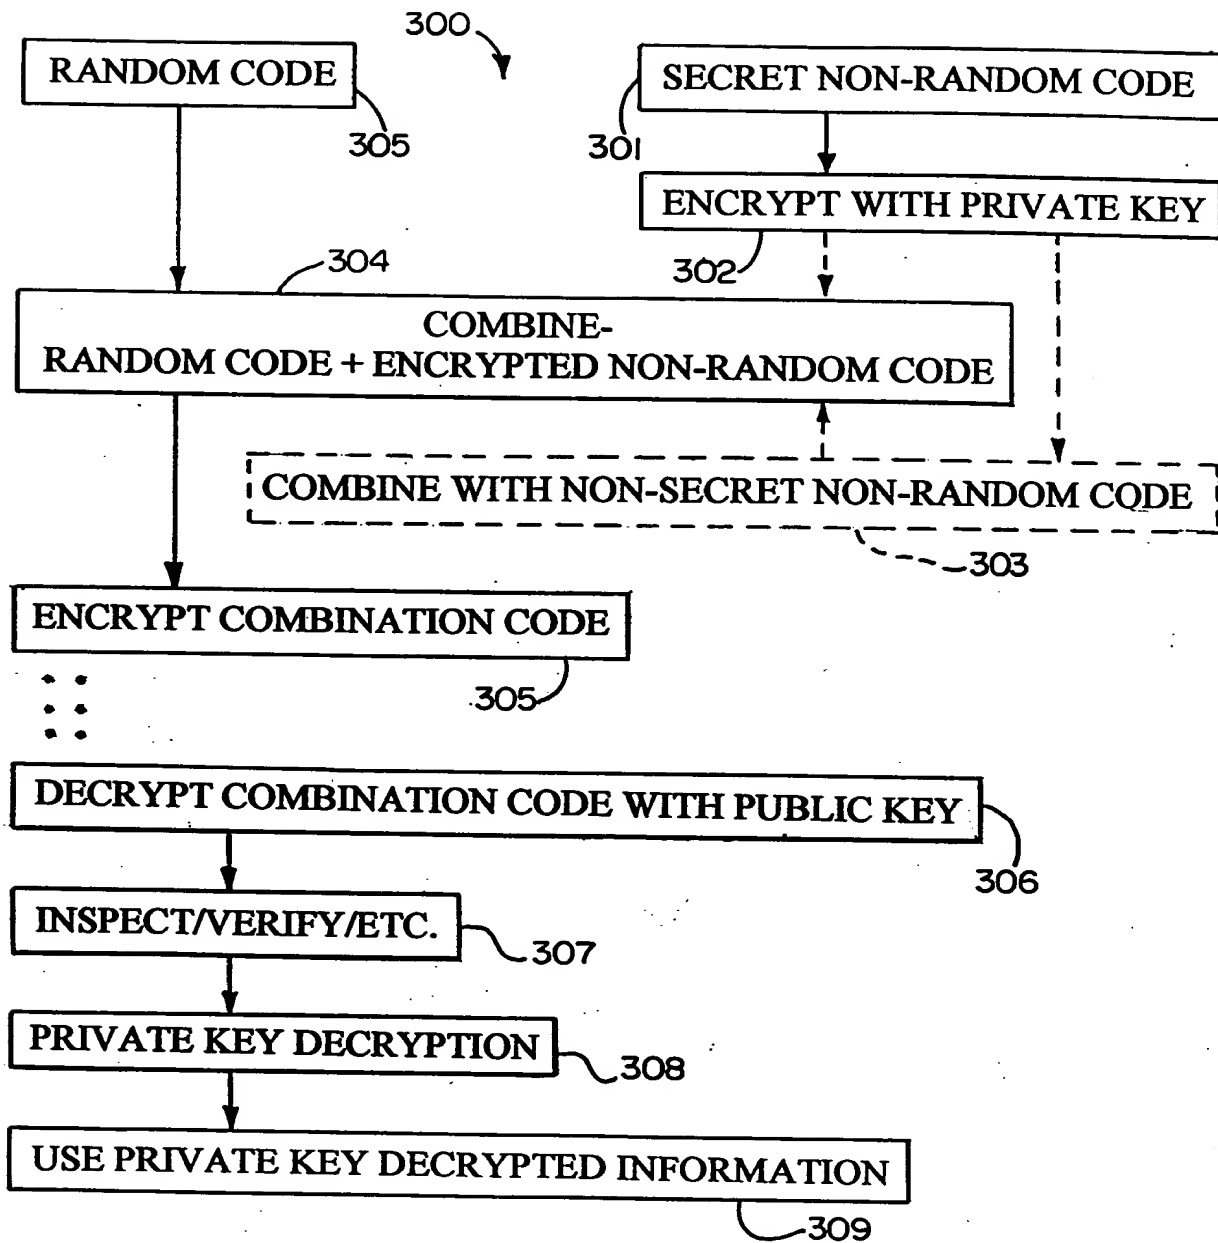 300
RANDOM CODE
305
SECRET NON-RANDOM CODE
301
ENCRYPT WITH PRIVATE KEY
302
304
COMBINE-
RANDOM CODE + ENCRYPTED NON-RANDOM CODE
COMBINE WITH NON-SECRET NON-RANDOM CODE
303
ENCRYPT COMBINATION CODE
305
DECRYPT COMBINATION CODE WITH PUBLIC KEY
306
INSPECT/VERIFY/ETC.
307
PRIVATE KEY DECRYPTION
308
USE PRIVATE KEY DECRYPTED INFORMATION
309